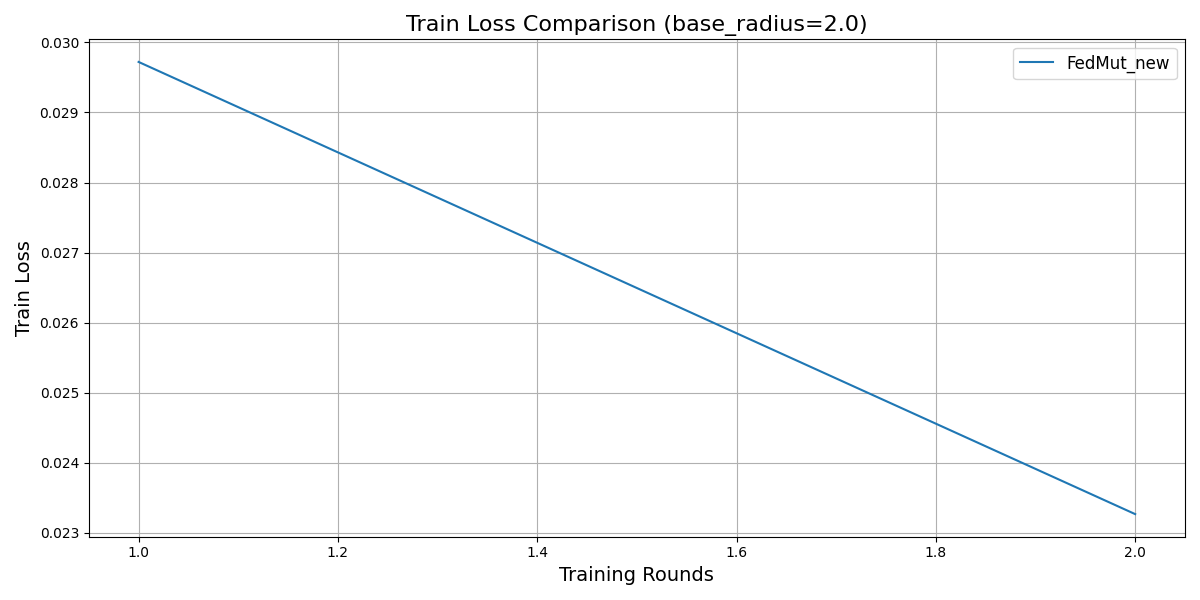 Train Loss Comparison (base_radius=2.0)
FedMut_new
0.030
0.029
0.028
0.027
0.026
0.025
0.024
0.023
Train Loss
1.0 1.2 1.4 1.6 1.8 2.0
Training Rounds